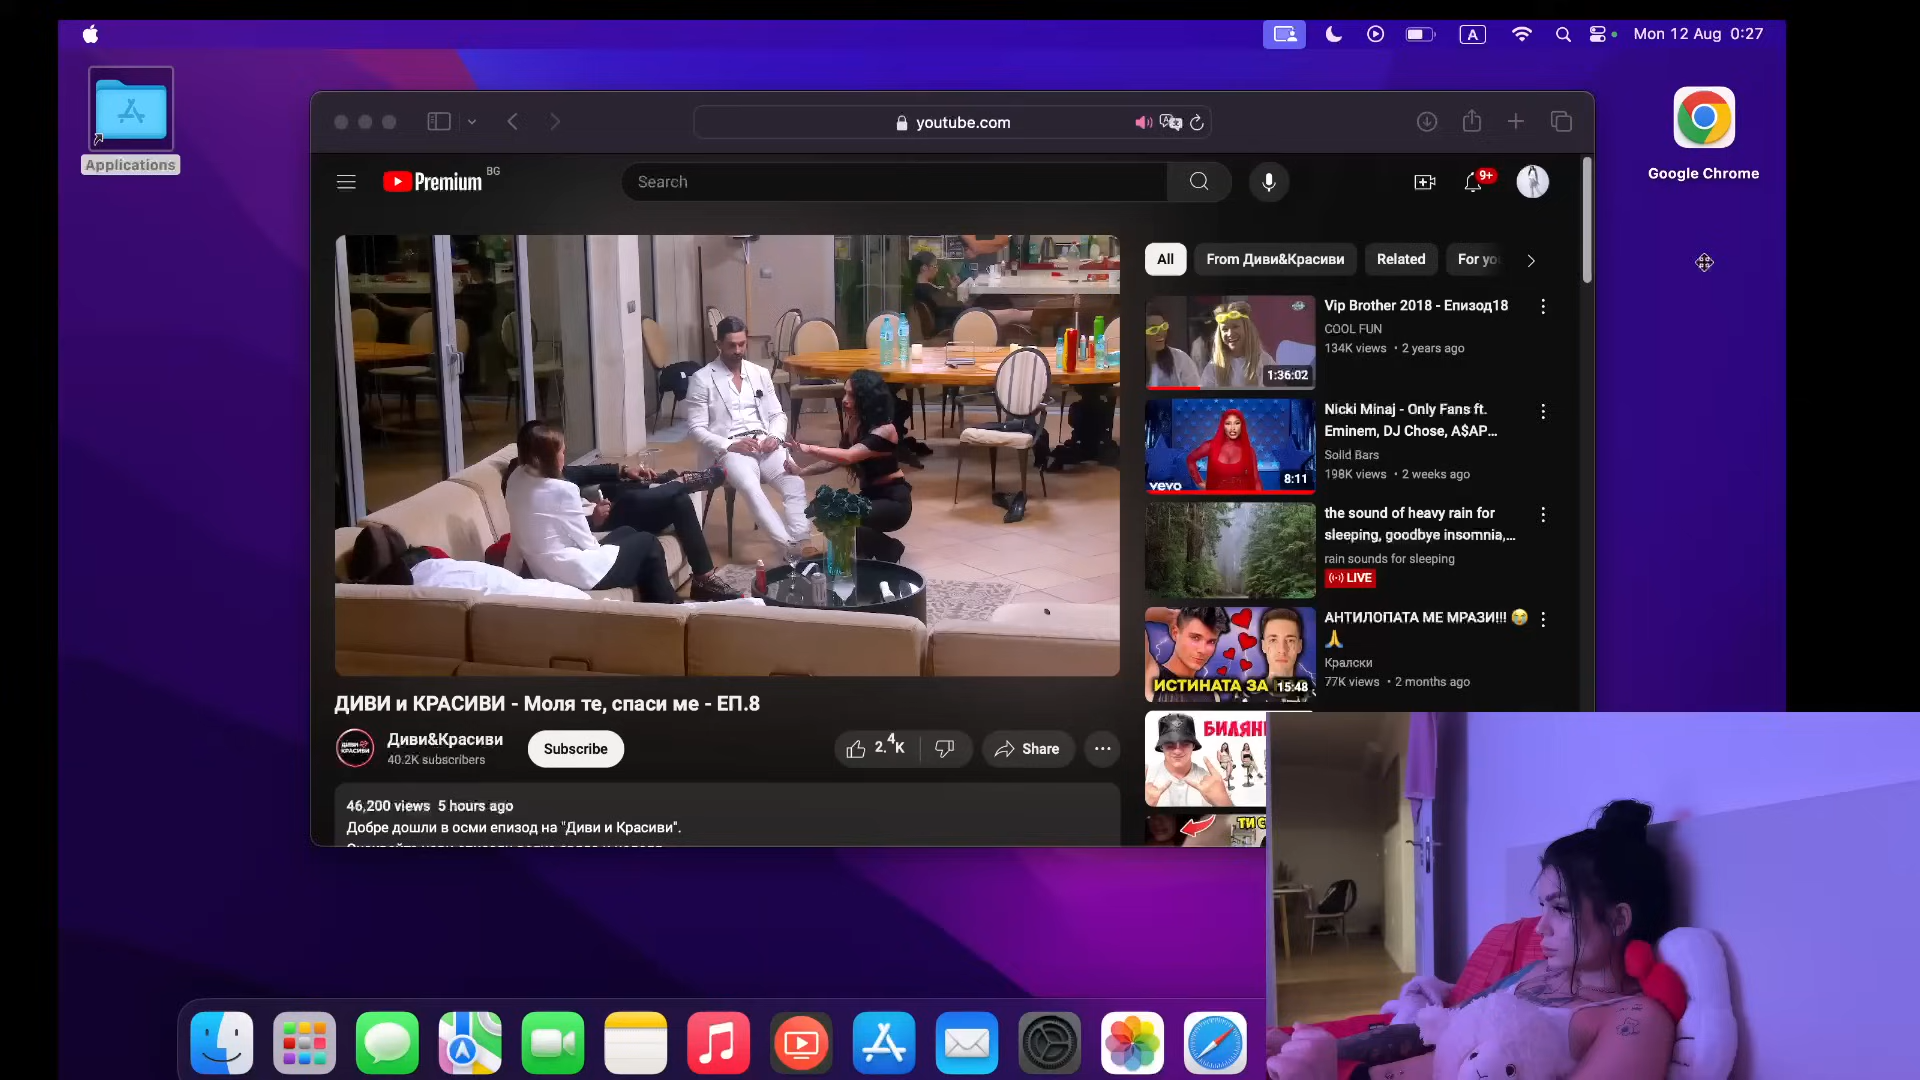 Mon 12 Aug 0:27
Applications
Google Chrome
youtube.com
Premium BG
Search
9+
All
From Диви&Красиви
Related
For yo
Vip Brother 2018 - Епизод18
COOL FUN
134K views • 2 years ago
1:36:02
Nicki Minaj - Only Fans ft.
Eminem, DJ Chose, A$AP...
Solid Bars
198K views • 2 weeks ago
vevo
8:11
the sound of heavy rain for
sleeping, goodbye insomnia,...
rain sounds for sleeping
LIVE
АНТИЛОПАТА МЕ МРАЗИ!!! 😭
🙏
Кралски
77K views • 2 months ago
ИСТИНАТА ЗА
15:48
БИЛЯН
ТИ
ДИВИ и КРАСИВИ - Моля те, спаси ме - ЕП.8
Диви&Красиви
40.2K subscribers
Subscribe
2.4K
Share
46,200 views 5 hours ago
Добре дошли в осми епизод на "Диви и Красиви".